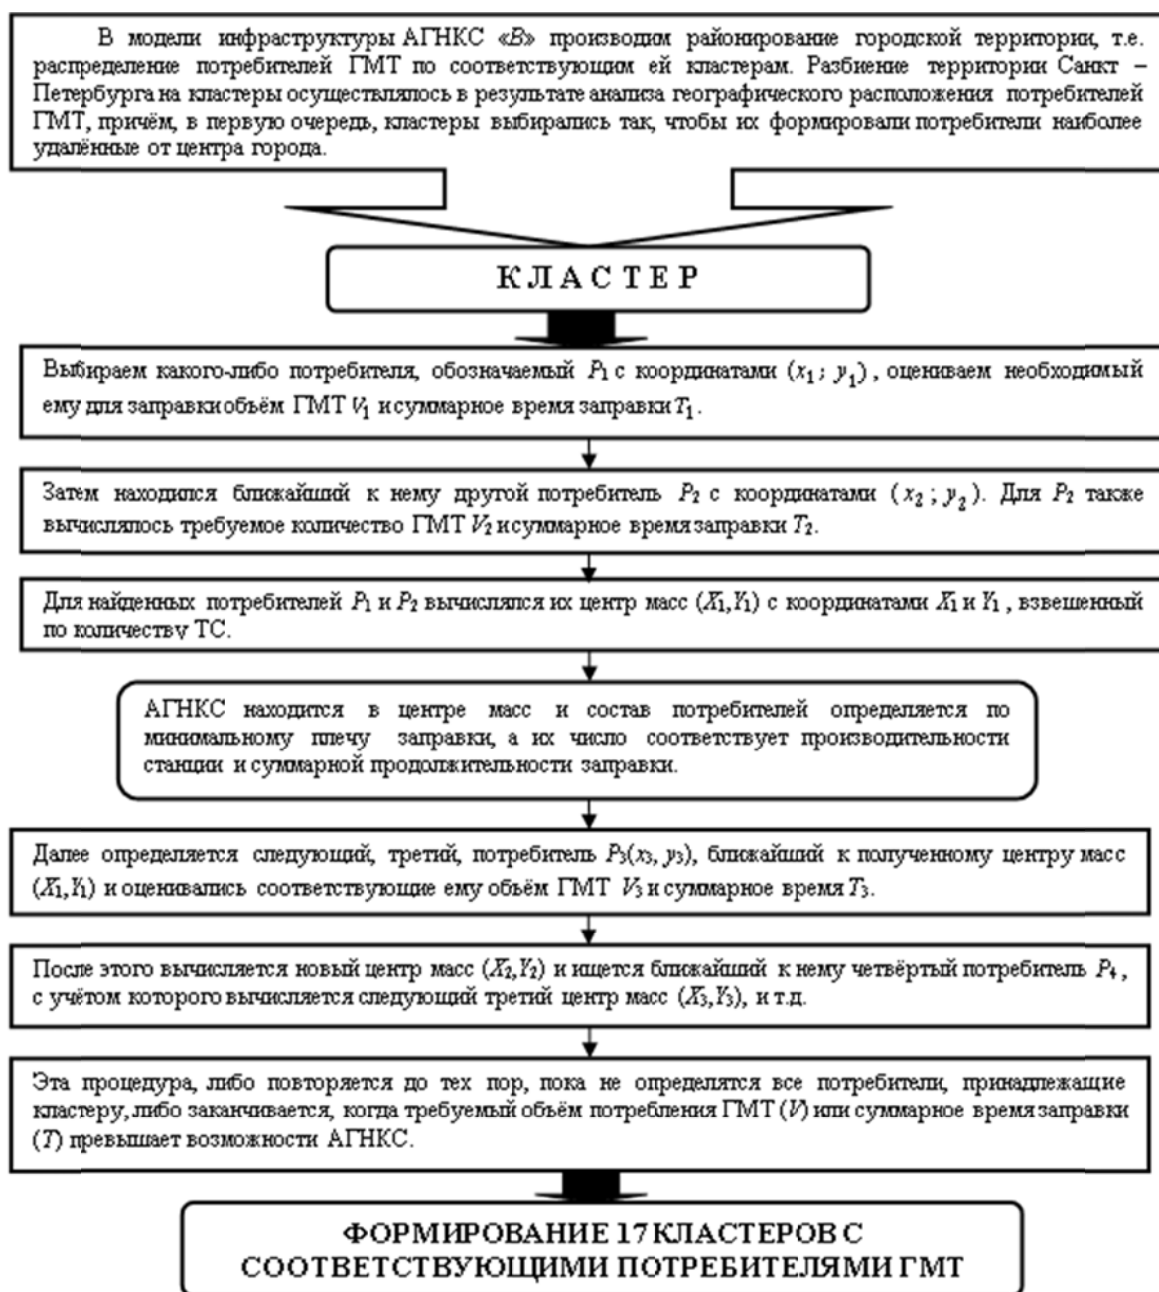 В модели инфраструктуры АГНКС «В» производим районирование городской территории, т.е.
распределение потребителей ГМТ по соответствующим ей кластерам. Разбиение территории Санкт –
Петербурга на кластеры осуществлялось в результате анализа географического расположения потребителей
ГМТ, причём, в первую очередь, кластеры выбирались так, чтобы их формировали потребители наиболее
удалённые от центра города.
К Л А С Т Е Р
Выбираем какого-либо потребителя, обозначаемый P₁ с координатами (x₁ ; y₁) , оцениваем необходимый
ему для заправки объём ГМТ V₁ и суммарное время заправки T₁.
Затем находился ближайший к нему другой потребитель P₂ с координатами (x₂ ; y₂). Для P₂ также
вычислялось требуемое количество ГМТ V₂ и суммарное время заправки T₂.
Для найденных потребителей P₁ и P₂ вычислялся их центр масс (X₁,Y₁) с координатами X₁ и Y₁ , взвешенный
по количеству ТС.
АГНКС находится в центре масс и состав потребителей определяется по
минимальному плечу заправки, а их число соответствует производительности
станции и суммарной продолжительности заправки.
Далее определяется следующий, третий, потребитель P₃(x₃, y₃), ближайший к полученному центру масс
(X₁,Y₁) и оценивались соответствующие ему объём ГМТ V₃ и суммарное время T₃.
После этого вычисляется новый центр масс (X₂,Y₂) и ищется ближайший к нему четвёртый потребитель P₄ ,
с учётом которого вычисляется следующий третий центр масс (X₃,Y₃), и т.д.
Эта процедура, либо повторяется до тех пор, пока не определятся все потребители, принадлежащие
кластеру, либо заканчивается, когда требуемый объём потребления ГМТ (V) или суммарное время заправки
(T) превышает возможности АГНКС.
ФОРМИРОВАНИЕ 17 КЛАСТЕРОВ С
СООТВЕТСТВУЮЩИМИ ПОТРЕБИТЕЛЯМИ ГМТ